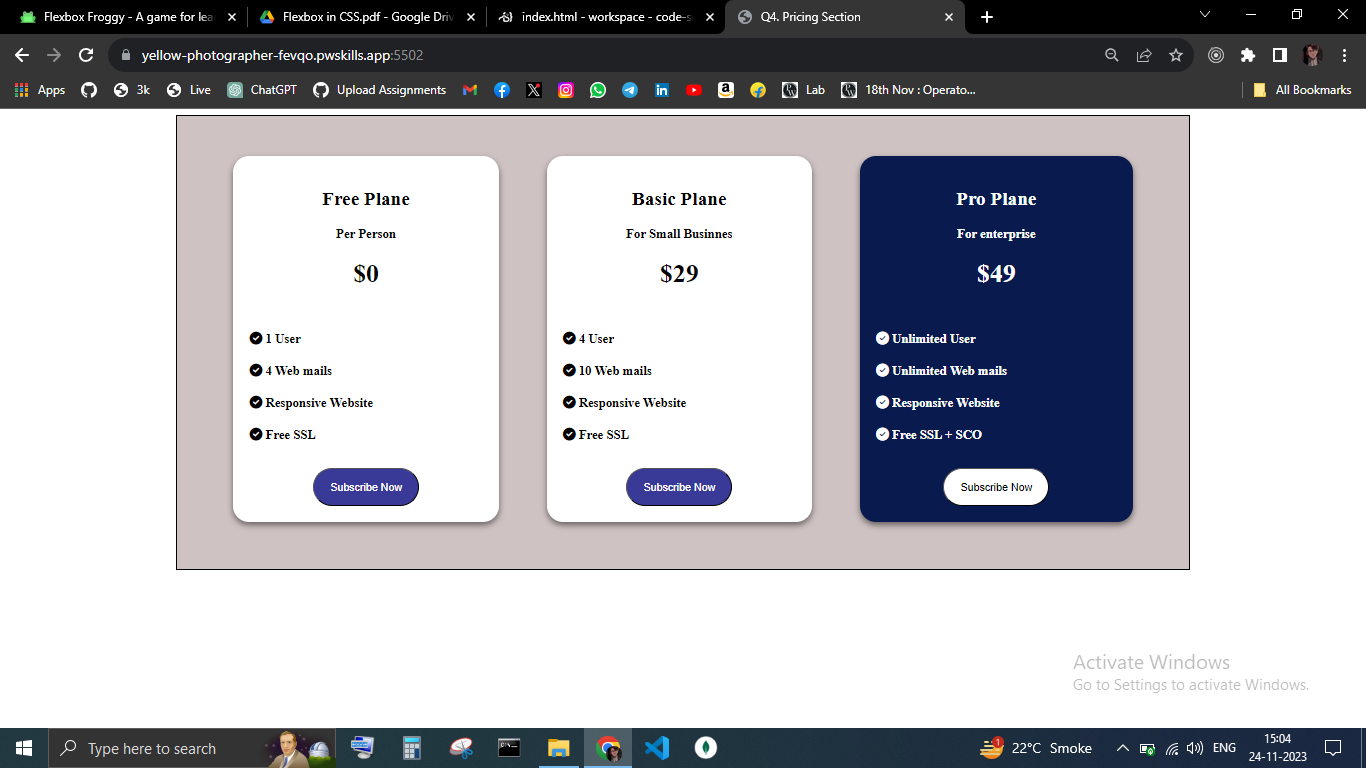 Flexbox Froggy - A game for lea
Flexbox in CSS.pdf - Google Driv
index.html - workspace - code-s
Q4. Pricing Section
yellow-photographer-fevqo.pwskills.app:5502
Apps 3k Live ChatGPT Upload Assignments Lab 18th Nov : Operato... All Bookmarks
Free Plane
Per Person
$0
1 User
4 Web mails
Responsive Website
Free SSL
Subscribe Now
Basic Plane
For Small Businnes
$29
4 User
10 Web mails
Responsive Website
Free SSL
Subscribe Now
Pro Plane
For enterprise
$49
Unlimited User
Unlimited Web mails
Responsive Website
Free SSL + SCO
Subscribe Now
Activate Windows
Go to Settings to activate Windows.
Type here to search
1
22°C Smoke
ENG
15:04
24-11-2023